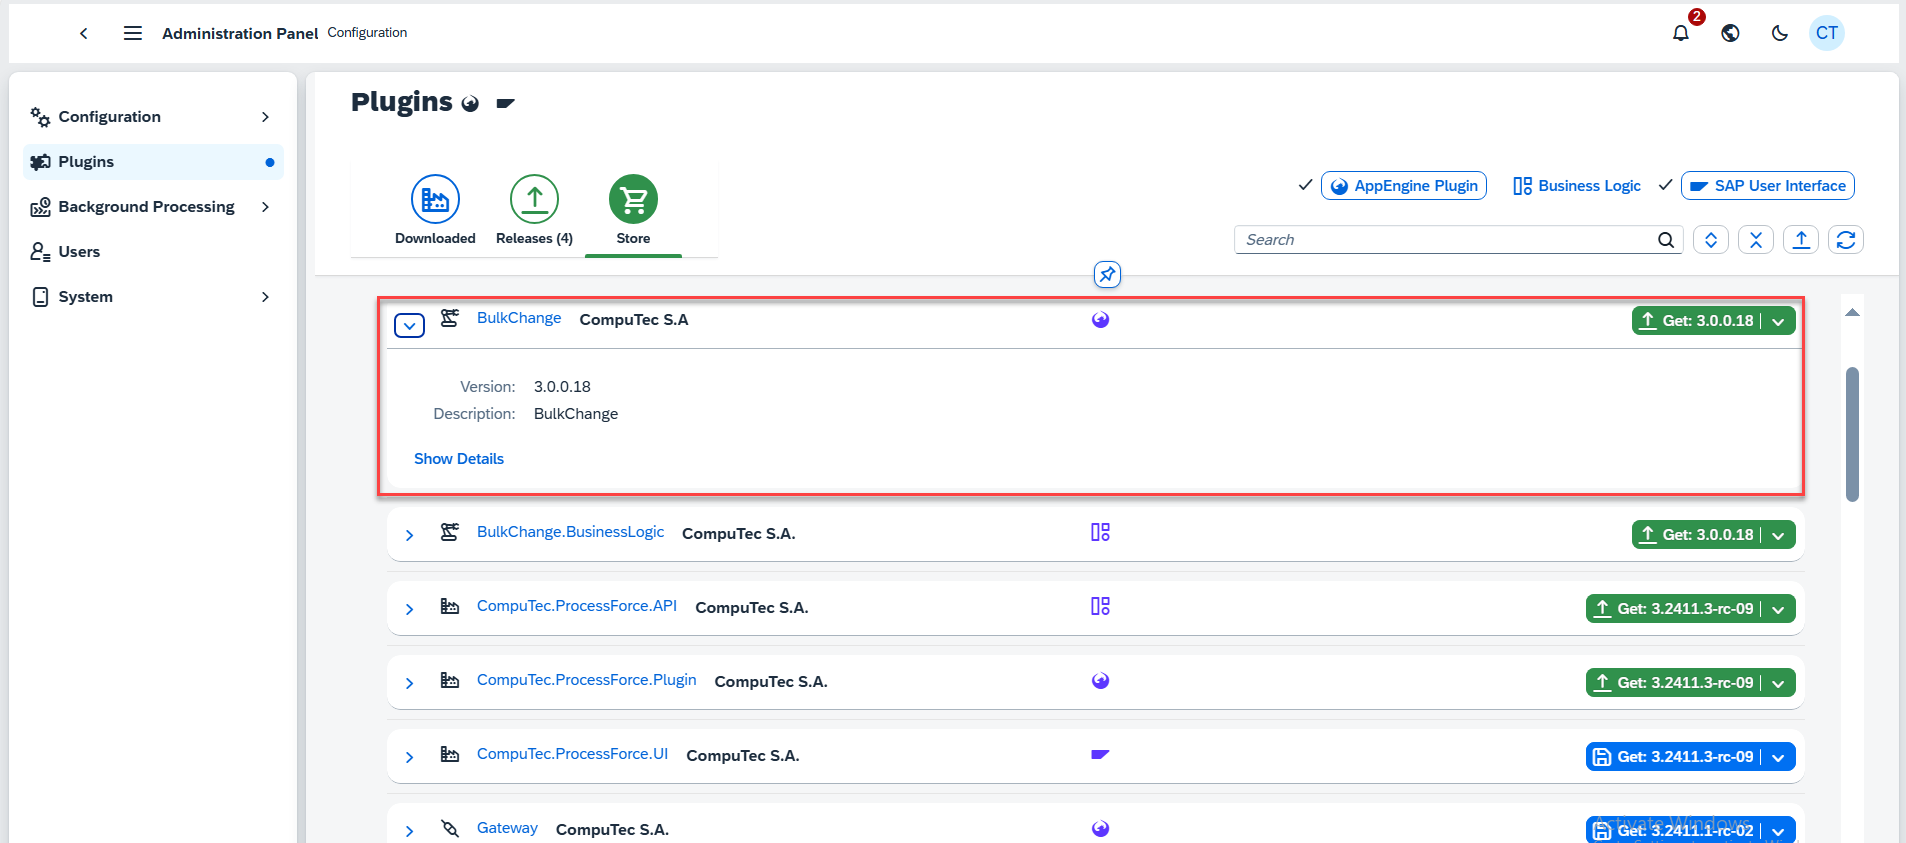 Administration Panel Configuration
2
CT
Configuration
Plugins
Background Processing
Users
System
Plugins
Downloaded
Releases (4)
Store
AppEngine Plugin
Business Logic
SAP User Interface
Search
BulkChange CompuTec S.A
Get: 3.0.0.18
Version: 3.0.0.18
Description: BulkChange
Show Details
BulkChange.BusinessLogic CompuTec S.A.
Get: 3.0.0.18
CompuTec.ProcessForce.API CompuTec S.A.
Get: 3.2411.3-rc-09
CompuTec.ProcessForce.Plugin CompuTec S.A.
Get: 3.2411.3-rc-09
CompuTec.ProcessForce.UI CompuTec S.A.
Get: 3.2411.3-rc-09
Gateway CompuTec S.A.
Get: 3.2411.1-rc-02
Activate Windows